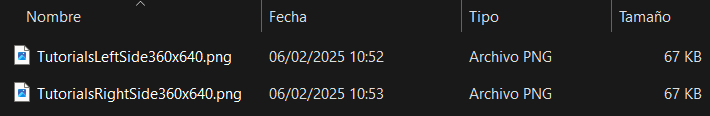 Nombre Fecha Tipo Tamaño
TutorialsLeftSide360x640.png 06/02/2025 10:52 Archivo PNG 67 KB
TutorialsRightSide360x640.png 06/02/2025 10:53 Archivo PNG 67 KB